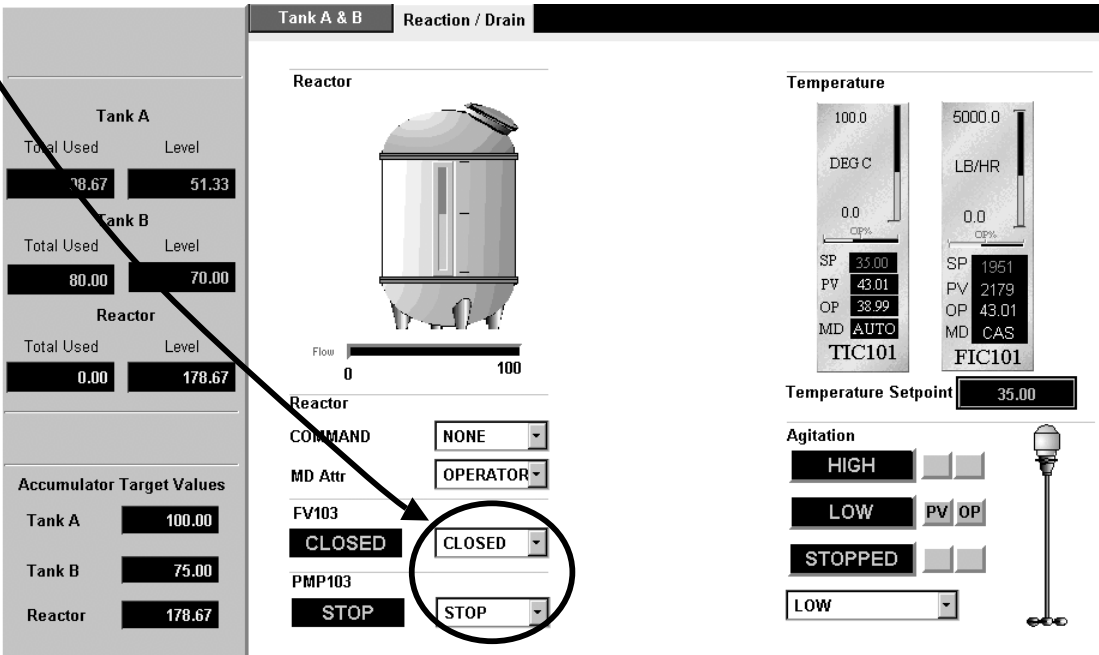 Tank A & B
Reaction / Drain
Tank A
Total Used Level
98.67 51.33
Tank B
Total Used Level
80.00 70.00
Reactor
Total Used Level
0.00 178.67
Accumulator Target Values
Tank A 100.00
Tank B 75.00
Reactor 178.67
Reactor
Flow
0 100
Reactor
COMMAND NONE
MD Attr OPERATOR
FV103
CLOSED CLOSED
PMP103
STOP STOP
Temperature
100.0
DEG C
0.0
OP%
SP 35.00
PV 43.01
OP 38.99
MD AUTO
TIC101
5000.0
LB/HR
0.0
OP%
SP 1951
PV 2179
OP 43.01
MD CAS
FIC101
Temperature Setpoint 35.00
Agitation
HIGH
LOW PV OP
STOPPED
LOW